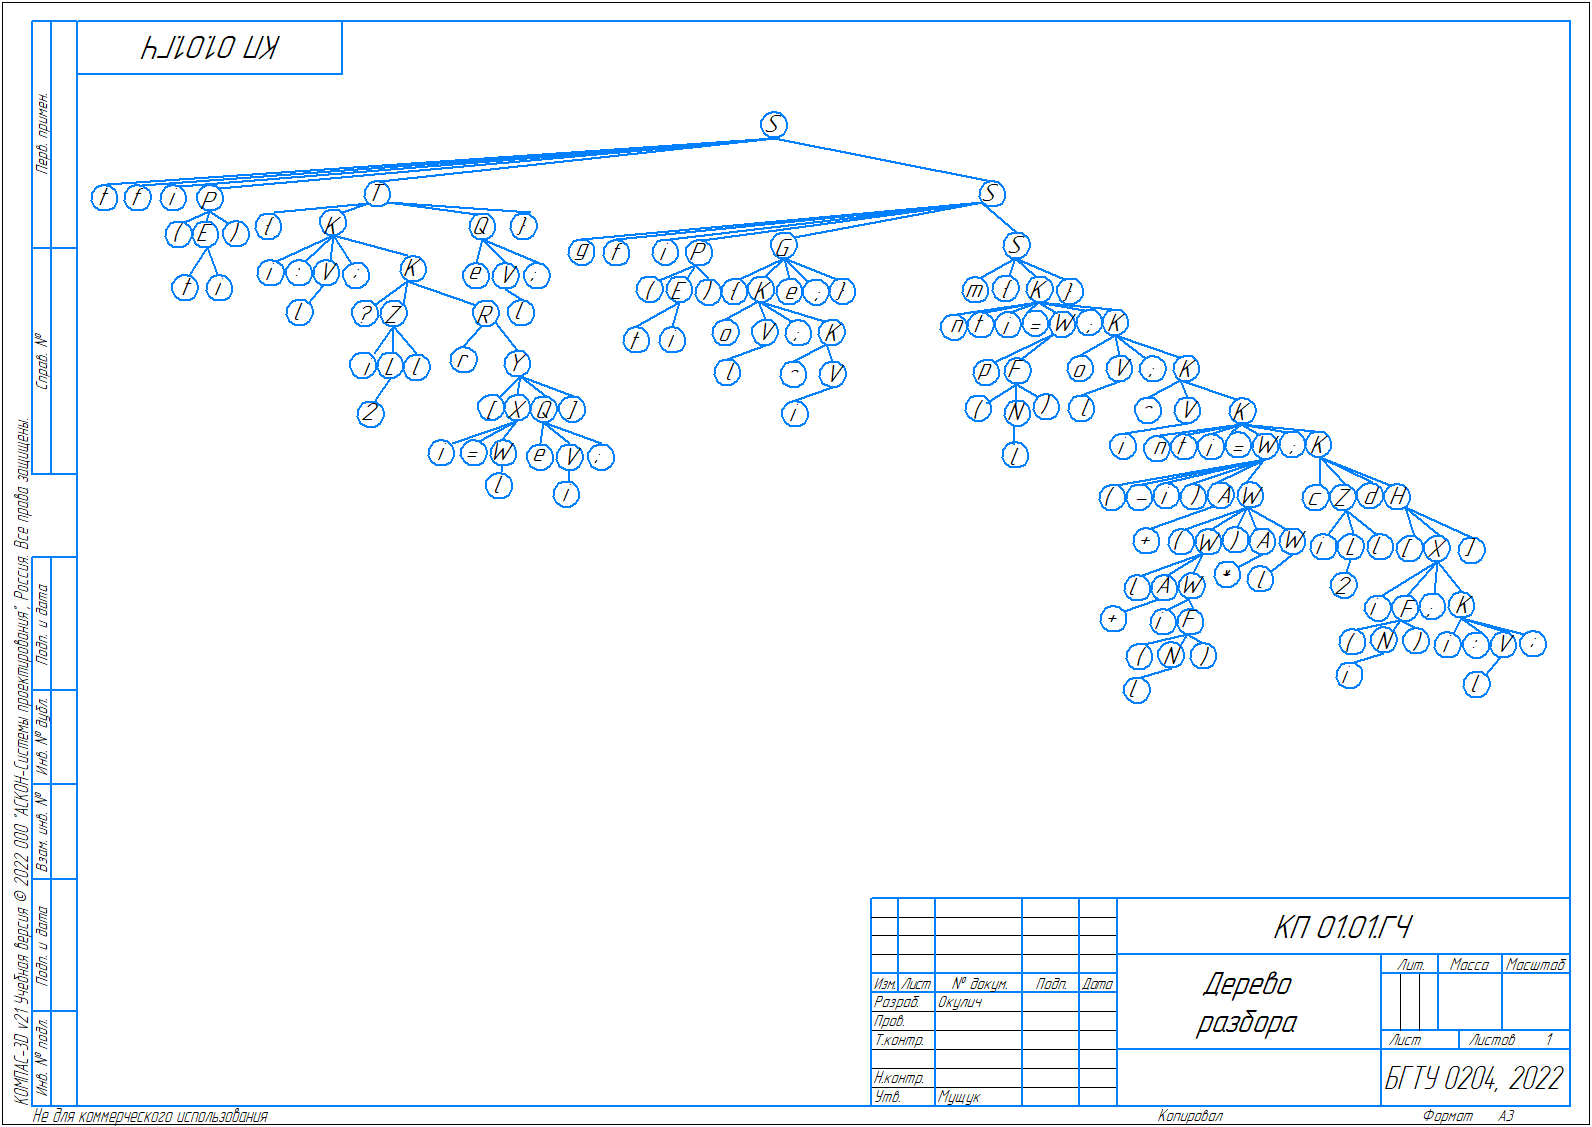 КП 01.01.ГЧ
S
t f i P T S
( E ) { K Q }
t i
i : V ; K e V ;
l ? Z R l
i L l r Y
2 [ X Q ]
i = W e V ;
l i
g f i P G S
( E ) { K e ; } m { K }
t i o V ; K n t i = W ; K
l ^ V p F o V ; K
i ( N ) l ^ V K
l i n t i = W ; K
( - i ) A W c Z d H
+ ( W ) A W i L l [ X ]
l A W * l 2 i F ; K
+ i F ( N ) i : V ;
( N ) i l
l
Перв. примен.
Справ. №
Подп. и дата
Инв. № дубл.
Взам. инв. №
Подп. и дата
Инв. № подл.
КОМПАС-3D v21 Учебная версия © 2022 ООО "АСКОН-Системы проектирования", Россия. Все права защищены.
КП 01.01.ГЧ
Лит. Масса Масштаб
Изм. Лист № докум. Подп. Дата
Разраб. Окулич
Пров.
Т.контр.
Н.контр.
Утв. Мущук
Дерево
разбора
Лист Листов 1
БГТУ 0204, 2022
Не для коммерческого использования
Копировал
Формат А3